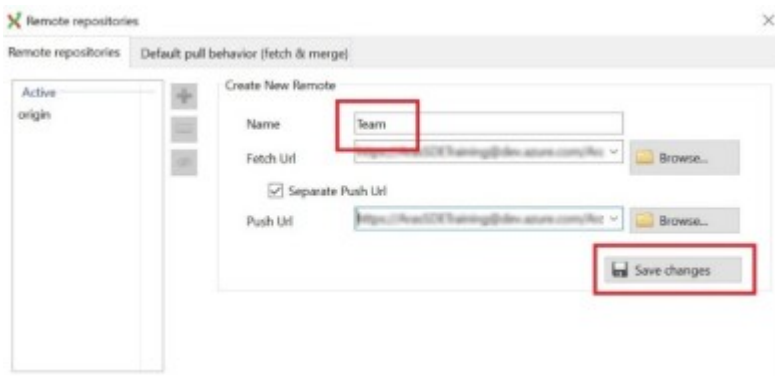 Remote repositories
Remote repositories Default pull behavior (fetch & merge)
Active
origin
Create New Remote
Name Team
Fetch Url Browse...
Separate Push Url
Push Url Browse...
Save changes